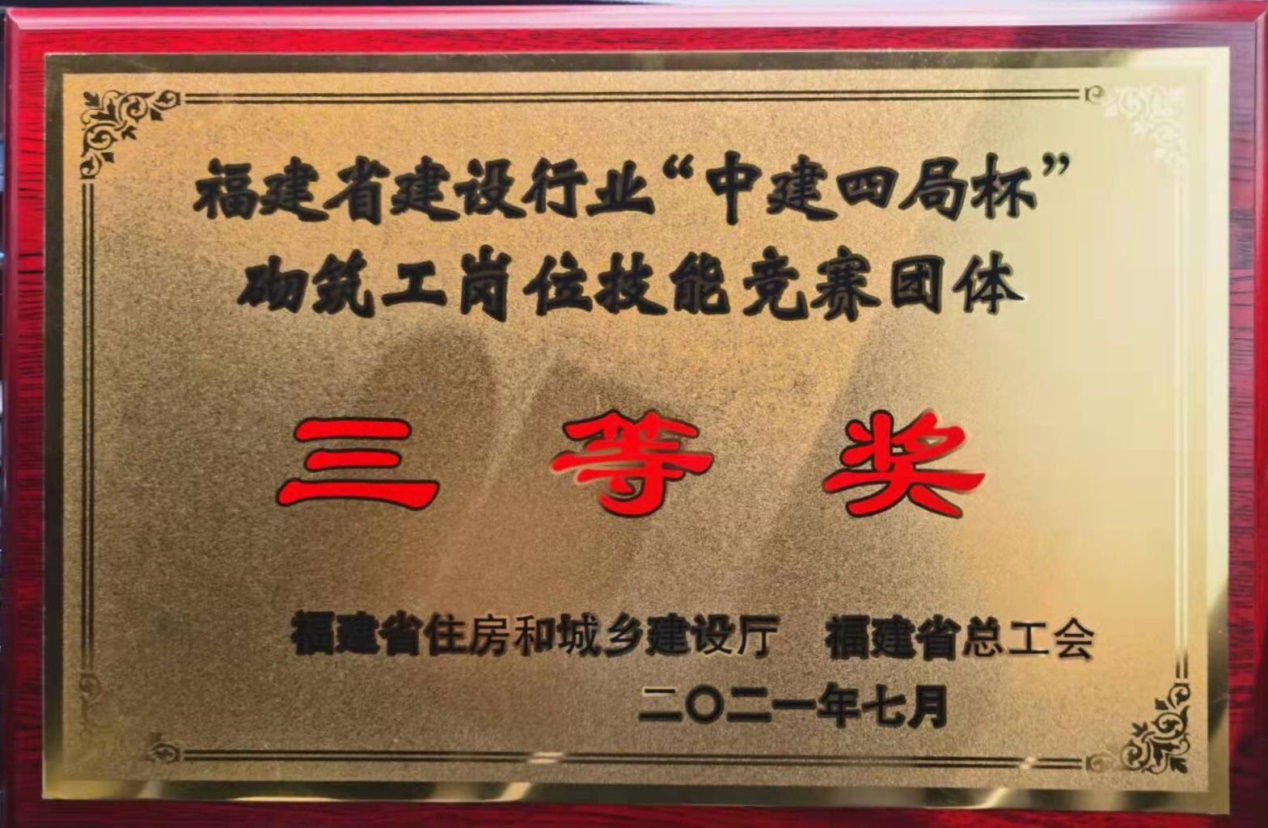 福建省建设行业“中建四局杯”
砌筑工岗位技能竞赛团体
三等奖
福建省住房和城乡建设厅 福建省总工会
二〇二一年七月